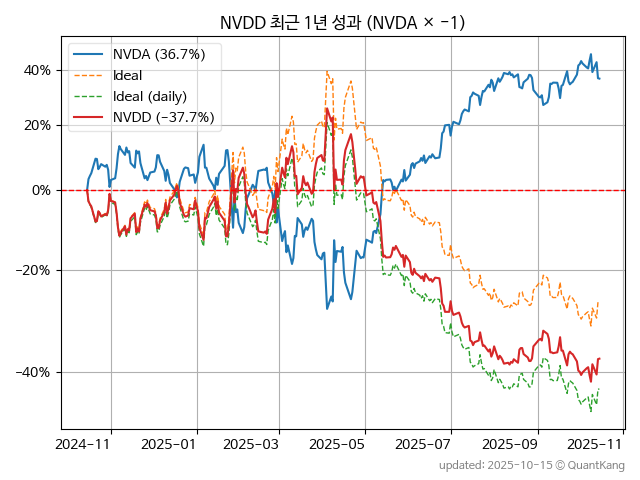 NVDD 최근 1년 성과 (NVDA × −1)
NVDA (36.7%)
Ideal
Ideal (daily)
NVDD (−37.7%)
40%
20%
0%
−20%
−40%
2024−11
2025−01
2025−03
2025−05
2025−07
2025−09
2025−11
updated: 2025-10-15 © QuantKang